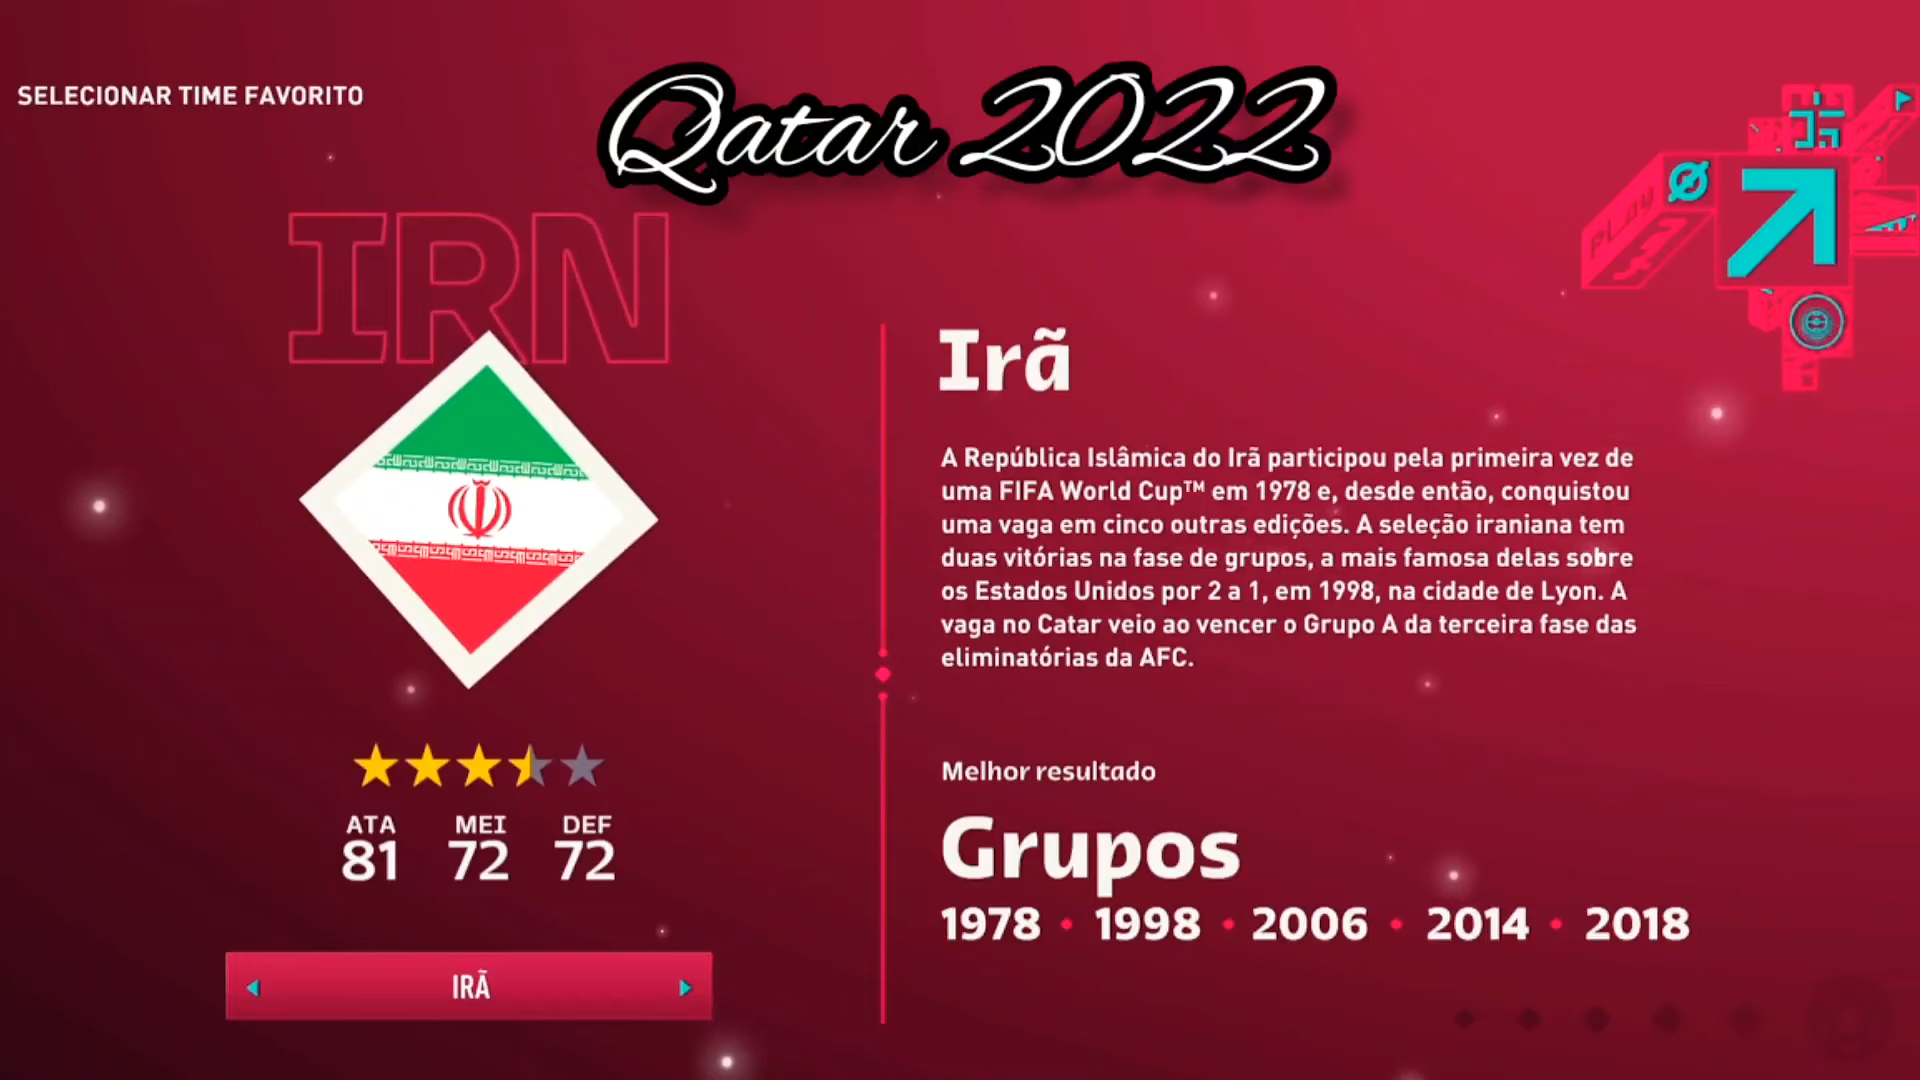 Qatar 2022
SELECIONAR TIME FAVORITO
PLAY
IRN
Irã
A República Islâmica do Irã participou pela primeira vez de
uma FIFA World Cup™ em 1978 e, desde então, conquistou
uma vaga em cinco outras edições. A seleção iraniana tem
duas vitórias na fase de grupos, a mais famosa delas sobre
os Estados Unidos por 2 a 1, em 1998, na cidade de Lyon. A
vaga no Catar veio ao vencer o Grupo A da terceira fase das
eliminatórias da AFC.
ATA MEI DEF
81 72 72
IRÃ
Melhor resultado
Grupos
1978 • 1998 • 2006 • 2014 • 2018